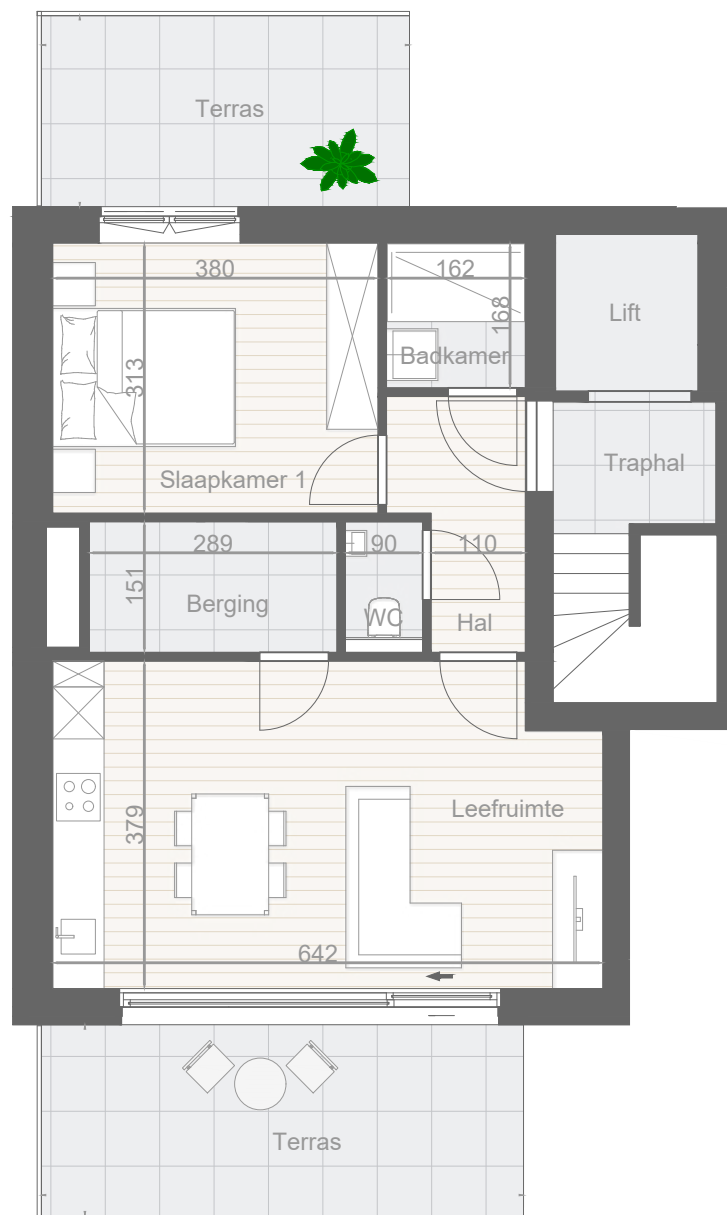 Terras
380
162
168
Lift
Badkamer
313
Traphal
Slaapkamer 1
289
90
110
151
Berging
WC
Hal
379
Leefruimte
642
Terras